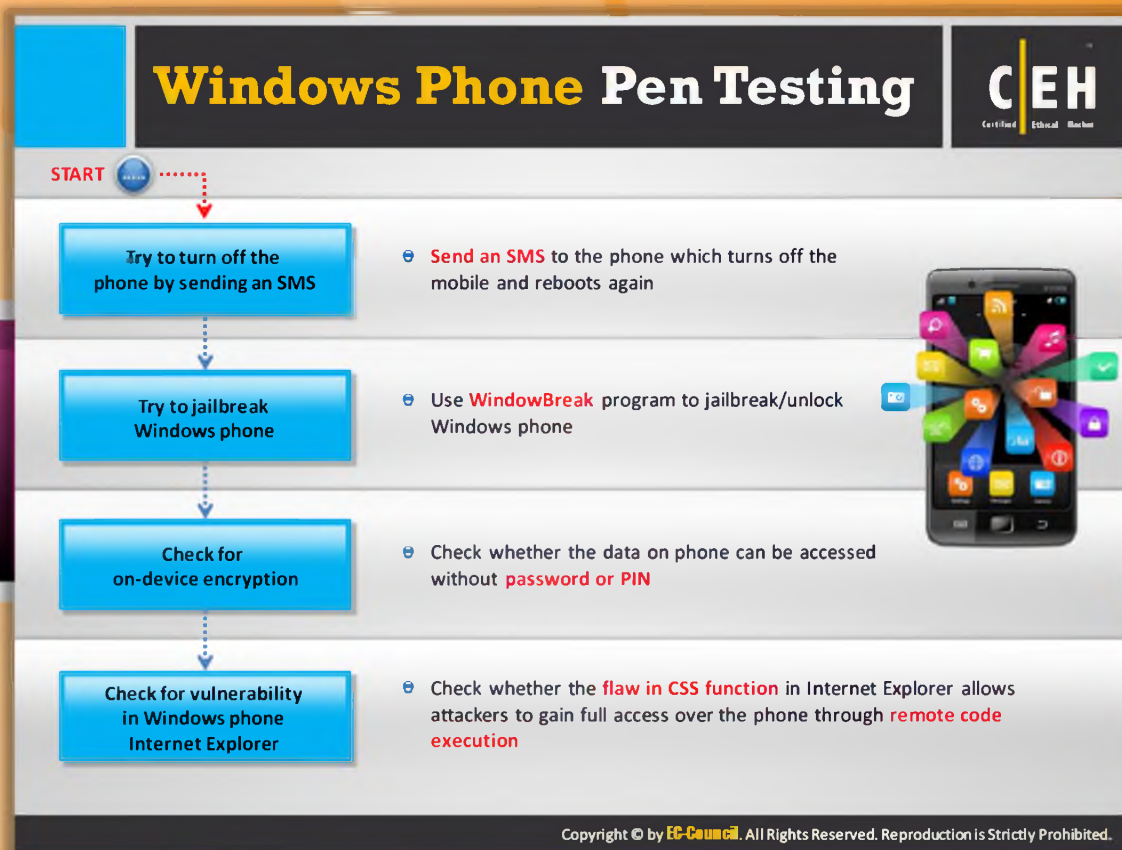 Windows Phone Pen Testing
CEH
Certified Ethical Hacker
START
Try to turn off the
phone by sending an SMS
Send an SMS to the phone which turns off the
mobile and reboots again
Try to jailbreak
Windows phone
Use WindowBreak program to jailbreak/unlock
Windows phone
Check for
on-device encryption
Check whether the data on phone can be accessed
without password or PIN
Check for vulnerability
in Windows phone
Internet Explorer
Check whether the flaw in CSS function in Internet Explorer allows
attackers to gain full access over the phone through remote code
execution
Copyright © by EC-Council. All Rights Reserved. Reproduction is Strictly Prohibited.